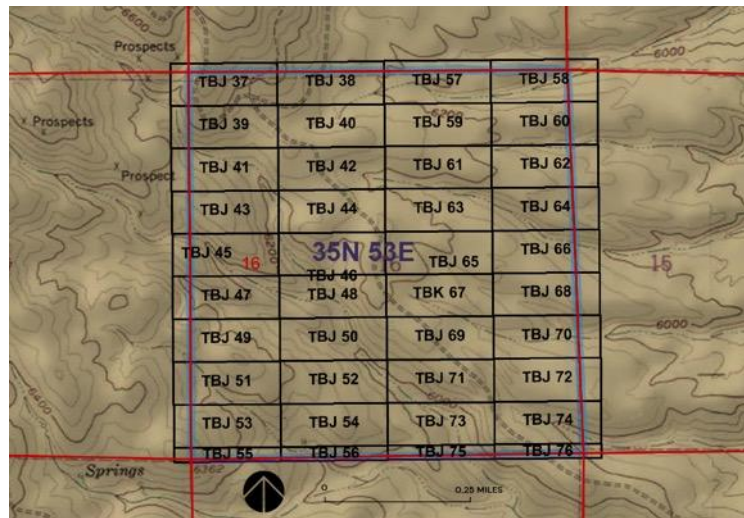 6600
Prospects
6000
TBJ 37 TBJ 38 TBJ 57 TBJ 58
Prospects
TBJ 39 TBJ 40 TBJ 59 TBJ 60
6200
Prospect
TBJ 41 TBJ 42 TBJ 61 TBJ 62
TBJ 43 TBJ 44 TBJ 63 TBJ 64
6200
TBJ 45 35N 53E TBJ 65 TBJ 66
16 15
TBJ 46
TBJ 47 TBJ 48 TBK 67 TBJ 68
TBJ 49 TBJ 50 TBJ 69 TBJ 70
6000
TBJ 51 TBJ 52 TBJ 71 TBJ 72
6400
6000
TBJ 53 TBJ 54 TBJ 73 TBJ 74
TBJ 55 TBJ 56 TBJ 75 TBJ 76
Springs
6362
0 0.25 MILES